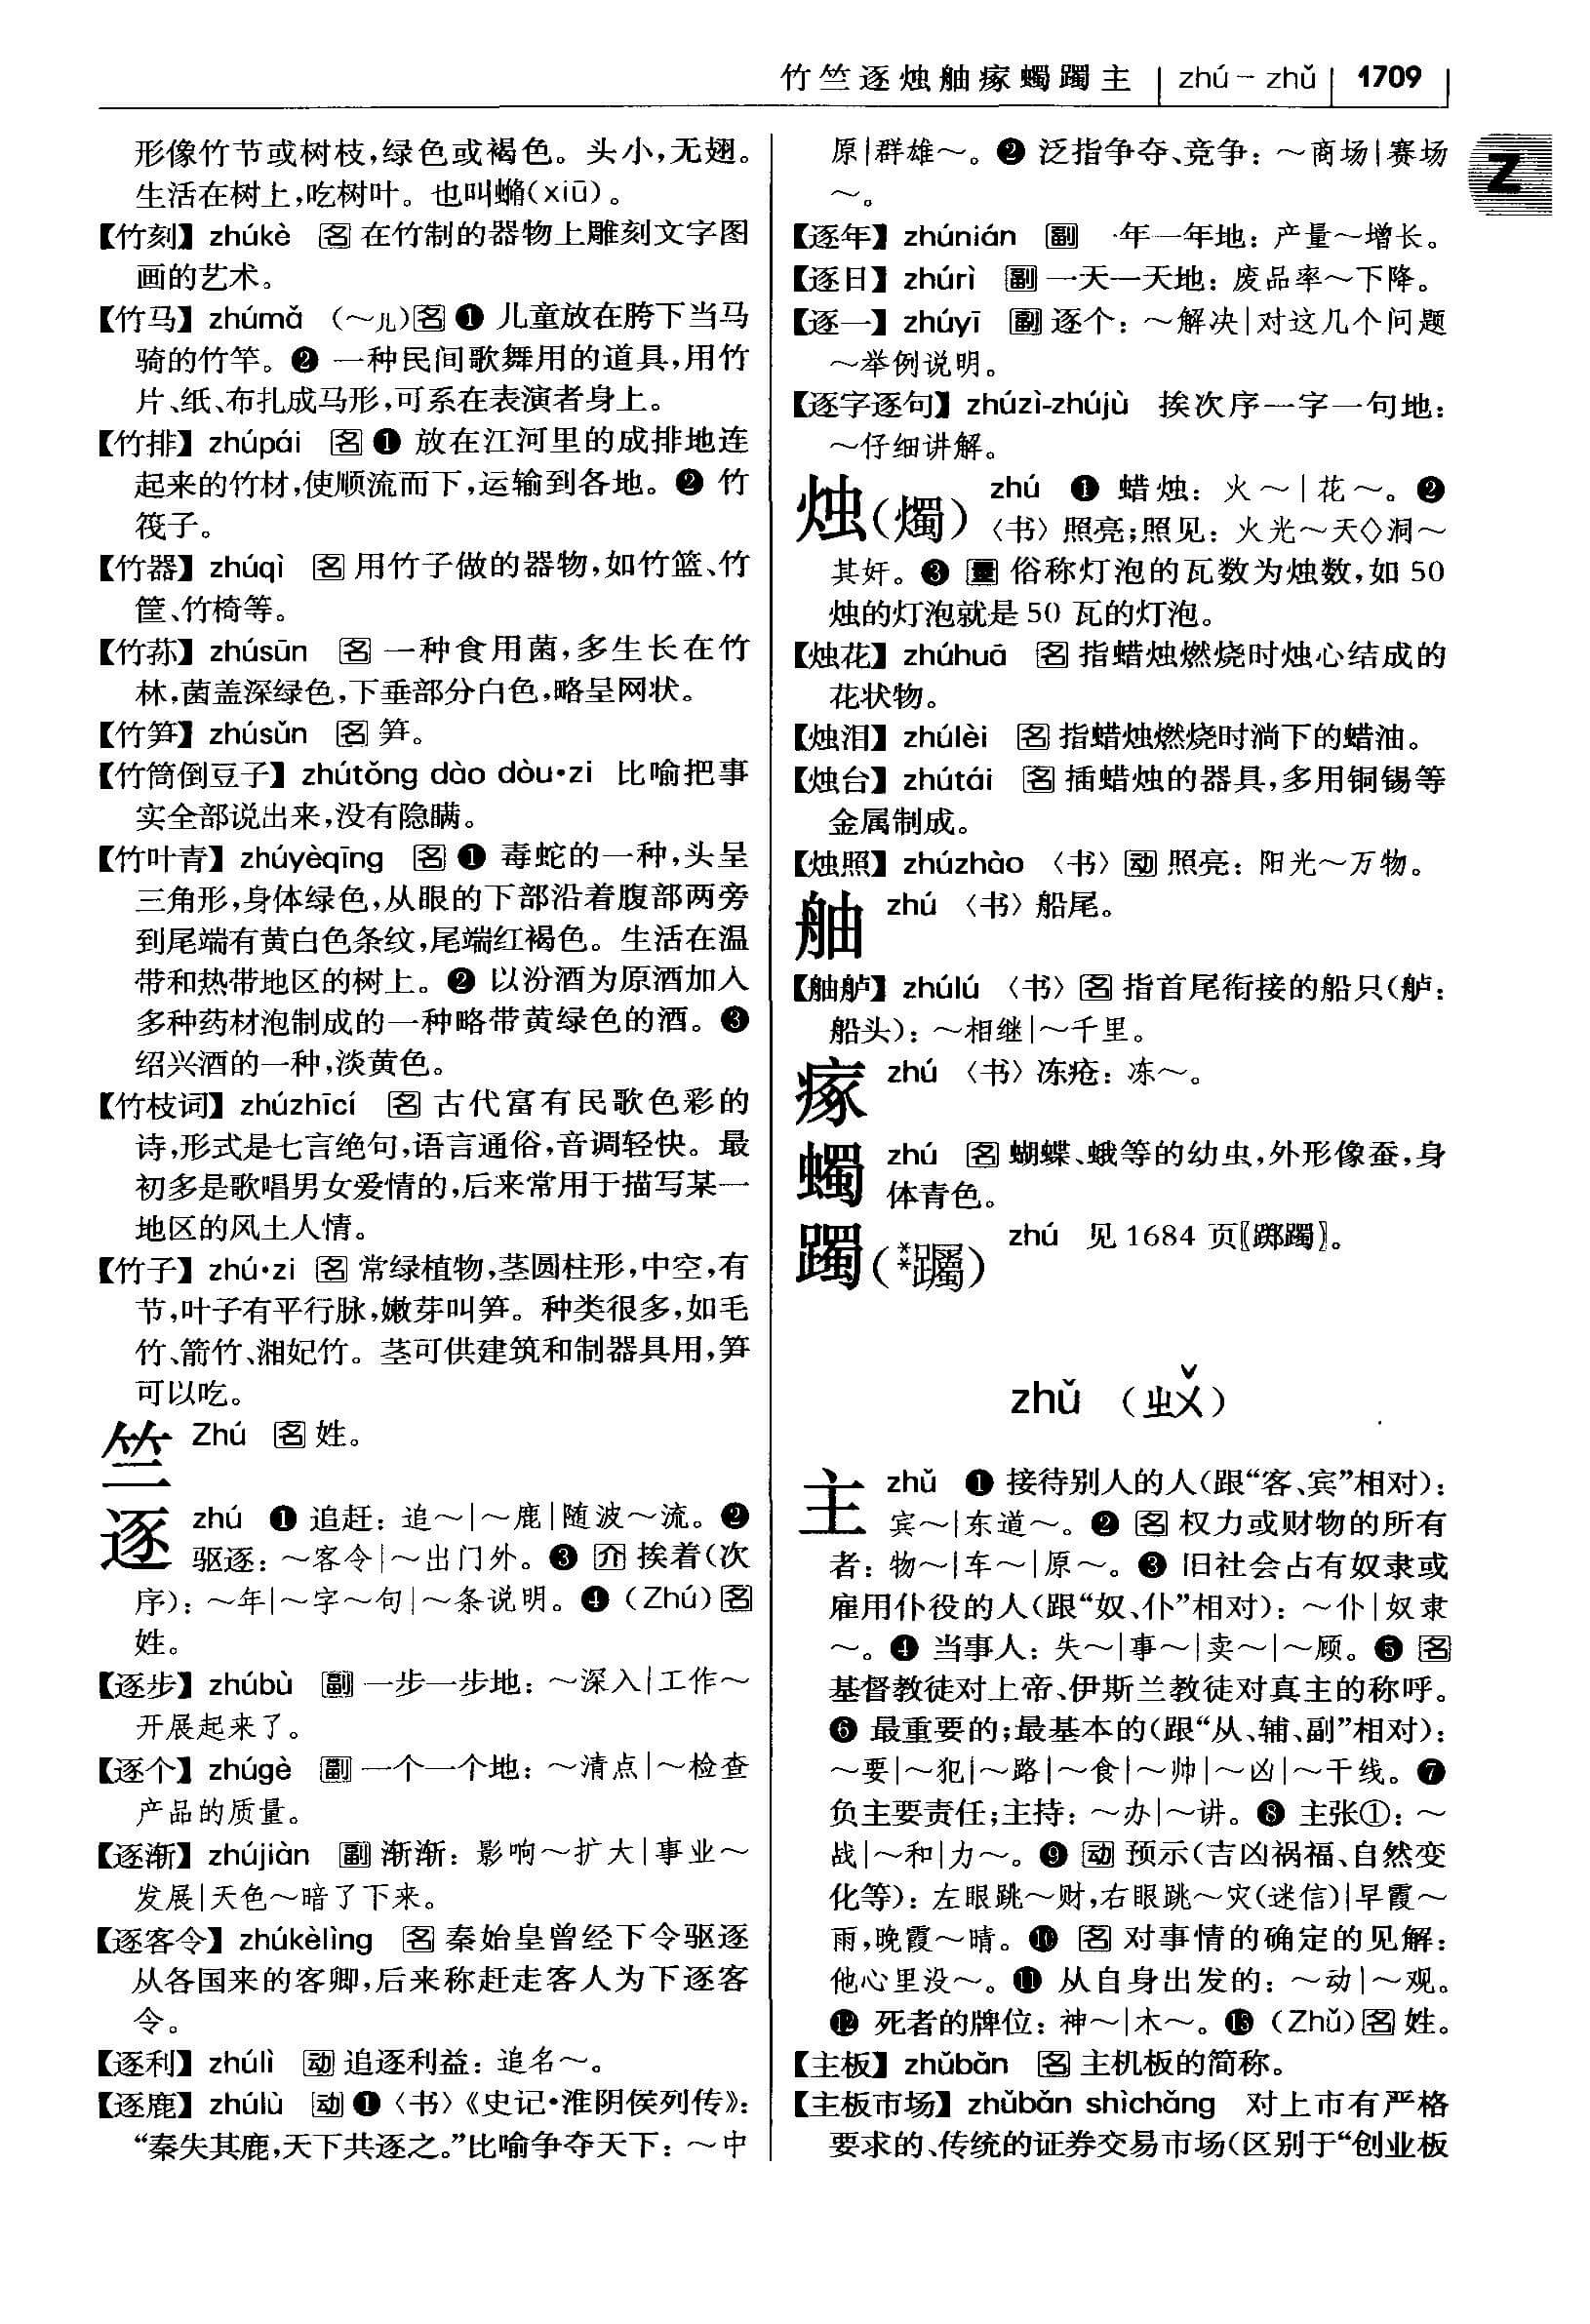 竹竺逐烛舳瘃蠋躅主 | zhú – zhǔ | 1709
Z
形像竹节或树枝,绿色或褐色。头小,无翅。
生活在树上,吃树叶。也叫䗛(xiū)。
【竹刻】 zhúkè 名 在竹制的器物上雕刻文字图
画的艺术。
【竹马】 zhúmǎ (～儿)名 ❶ 儿童放在胯下当马
骑的竹竿。❷ 一种民间歌舞用的道具,用竹
片、纸、布扎成马形,可系在表演者身上。
【竹排】 zhúpái 名 ❶ 放在江河里的成排地连
起来的竹材,使顺流而下,运输到各地。❷ 竹
筏子。
【竹器】 zhúqì 名 用竹子做的器物,如竹篮、竹
筐、竹椅等。
【竹荪】 zhúsūn 名 一种食用菌,多生长在竹
林,菌盖深绿色,下垂部分白色,略呈网状。
【竹笋】 zhúsǔn 名 笋。
【竹筒倒豆子】 zhútǒng dào dòu·zi 比喻把事
实全部说出来,没有隐瞒。
【竹叶青】 zhúyèqīng 名 ❶ 毒蛇的一种,头呈
三角形,身体绿色,从眼的下部沿着腹部两旁
到尾端有黄白色条纹,尾端红褐色。生活在温
带和热带地区的树上。❷ 以汾酒为原酒加入
多种药材泡制成的一种略带黄绿色的酒。❸
绍兴酒的一种,淡黄色。
【竹枝词】 zhúzhīcí 名 古代富有民歌色彩的
诗,形式是七言绝句,语言通俗,音调轻快。最
初多是歌唱男女爱情的,后来常用于描写某一
地区的风土人情。
【竹子】 zhú·zi 名 常绿植物,茎圆柱形,中空,有
节,叶子有平行脉,嫩芽叫笋。种类很多,如毛
竹、箭竹、湘妃竹。茎可供建筑和制器具用,笋
可以吃。
竺 Zhú 名 姓。
逐 zhú ❶ 追赶：追～|～鹿|随波～流。❷
驱逐：～客令|～出门外。❸ 介 挨着(次
序)：～年|～字～句|～条说明。❹ (Zhú)名
姓。
【逐步】 zhúbù 副 一步一步地：～深入|工作～
开展起来了。
【逐个】 zhúgè 副 一个一个地：～清点|～检查
产品的质量。
【逐渐】 zhújiàn 副 渐渐：影响～扩大|事业～
发展|天色～暗了下来。
【逐客令】 zhúkèlìng 名 秦始皇曾经下令驱逐
从各国来的客卿,后来称赶走客人为下逐客
令。
【逐利】 zhúlì 动 追逐利益：追名～。
【逐鹿】 zhúlù 动 ❶〈书〉《史记·淮阴侯列传》：
“秦失其鹿,天下共逐之。”比喻争夺天下：～中
原|群雄～。❷ 泛指争夺、竞争：～商场|赛场
～。
【逐年】 zhúnián 副 一年一年地：产量～增长。
【逐日】 zhúrì 副 一天一天地：废品率～下降。
【逐一】 zhúyī 副 逐个：～解决|对这几个问题
～举例说明。
【逐字逐句】 zhúzì-zhújù 挨次序一字一句地：
～仔细讲解。
烛(燭) zhú ❶ 蜡烛：火～|花～。❷
〈书〉照亮;照见：火光～天◇洞～
其奸。❸ 量 俗称灯泡的瓦数为烛数,如 50
烛的灯泡就是 50 瓦的灯泡。
【烛花】 zhúhuā 名 指蜡烛燃烧时烛心结成的
花状物。
【烛泪】 zhúlèi 名 指蜡烛燃烧时淌下的蜡油。
【烛台】 zhútái 名 插蜡烛的器具,多用铜锡等
金属制成。
【烛照】 zhúzhào 〈书〉动 照亮：阳光～万物。
舳 zhú 〈书〉船尾。
【舳舻】 zhúlú 〈书〉名 指首尾衔接的船只(舻：
船头)：～相继|～千里。
瘃 zhú 〈书〉冻疮：冻～。
蠋 zhú 名 蝴蝶、蛾等的幼虫,外形像蚕,身
体青色。
躅(**躅) zhú 见 1684 页〖踯躅〗。
zhǔ (ㄓㄨˇ)
主 zhǔ ❶ 接待别人的人(跟“客、宾”相对)：
宾～|东道～。❷ 名 权力或财物的所有
者：物～|车～|原～。❸ 旧社会占有奴隶或
雇用仆役的人(跟“奴、仆”相对)：～仆|奴隶
～。❹ 当事人：失～|事～|卖～|～顾。❺ 名
基督教徒对上帝、伊斯兰教徒对真主的称呼。
❻ 最重要的;最基本的(跟“从、辅、副”相对)：
～要|～犯|～路|～食|～帅|～凶|～干线。❼
负主要责任;主持：～办|～讲。❽ 主张①：～
战|～和|力～。❾ 动 预示(吉凶祸福、自然变
化等)：左眼跳～财,右眼跳～灾(迷信)|早霞～
雨,晚霞～晴。❿ 名 对事情的确定的见解：
他心里没～。⓫ 从自身出发的：～动|～观。
⓬ 死者的牌位：神～|木～。⓭ (Zhǔ)名 姓。
【主板】 zhǔbǎn 名 主机板的简称。
【主板市场】 zhǔbǎn shìchǎng 对上市有严格
要求的、传统的证券交易市场(区别于“创业板